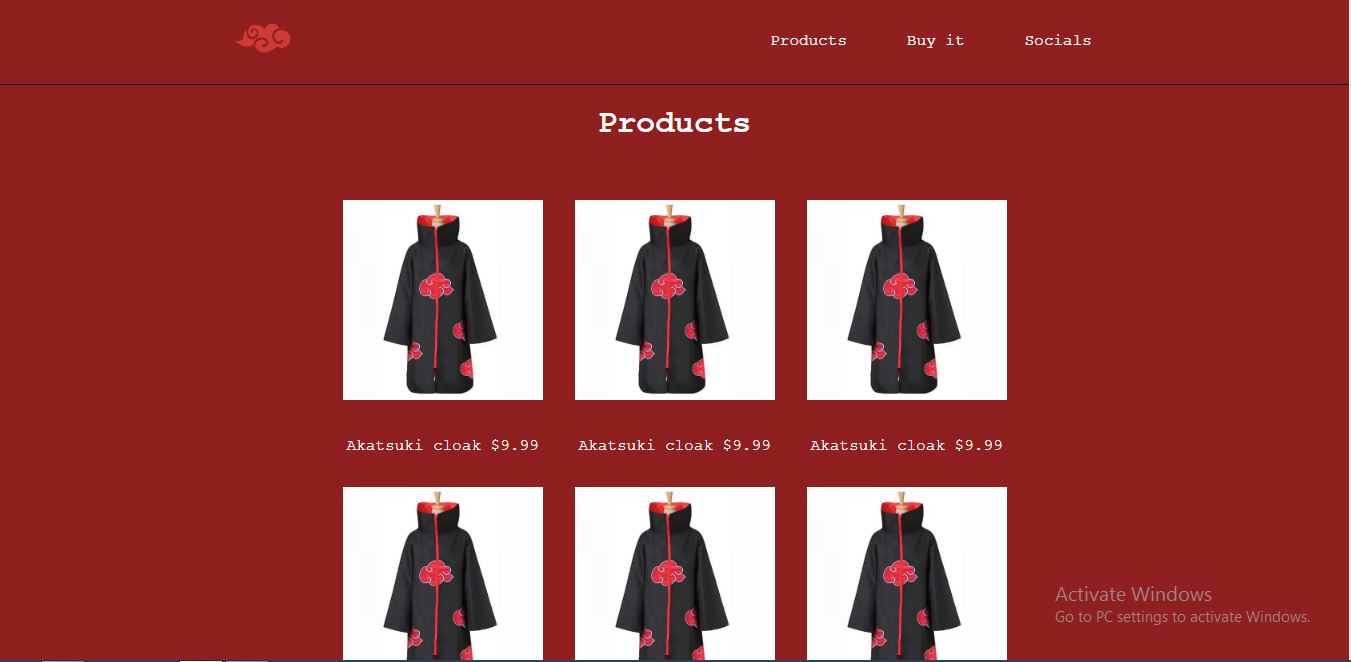 Products Buy it Socials
Products
Akatsuki cloak $9.99 Akatsuki cloak $9.99 Akatsuki cloak $9.99
Activate Windows
Go to PC settings to activate Windows.